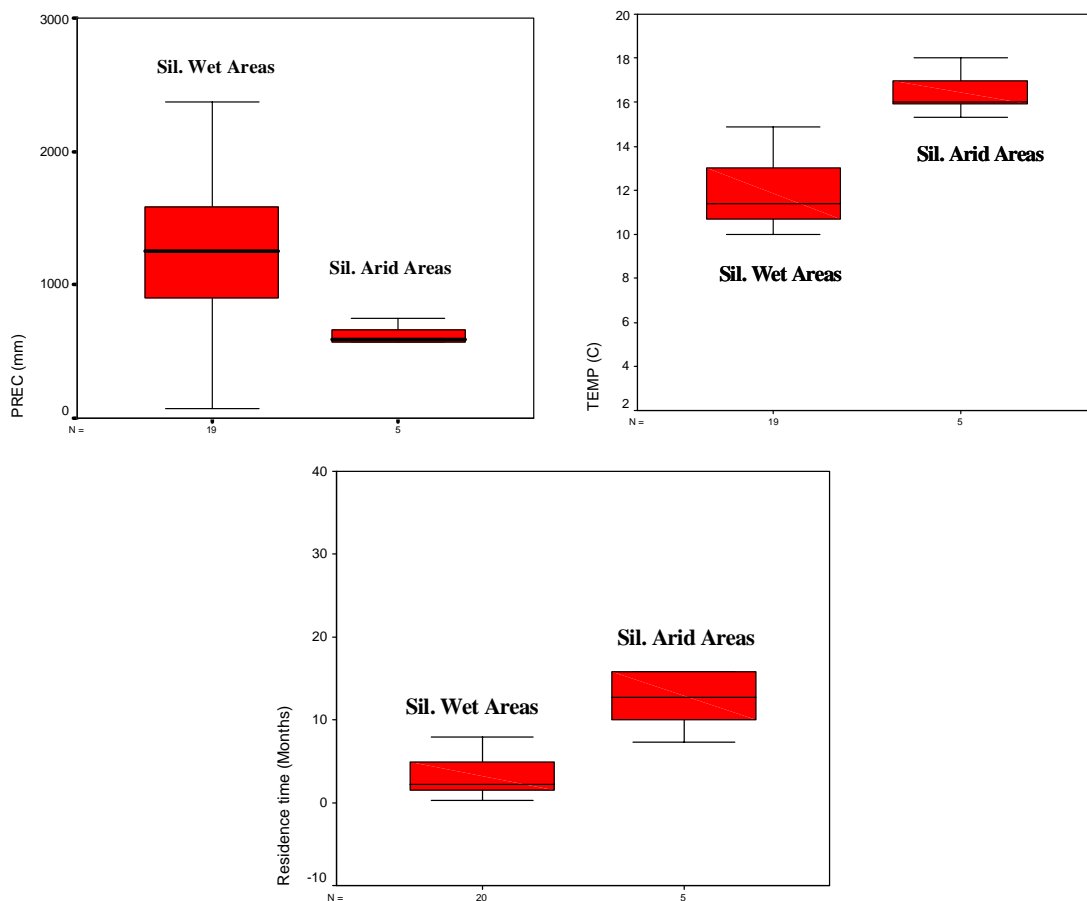 3000
Sil. Wet Areas
2000
Sil. Arid Areas
1000
PREC (mm)
0
N = 19 5
20
18
16
Sil. Arid Areas
14
12
10
Sil. Wet Areas
8
6
TEMP (C)
4
2
N = 19 5
40
30
20
Sil. Arid Areas
Sil. Wet Areas
10
Residence time (Months)
0
-10
N = 20 5